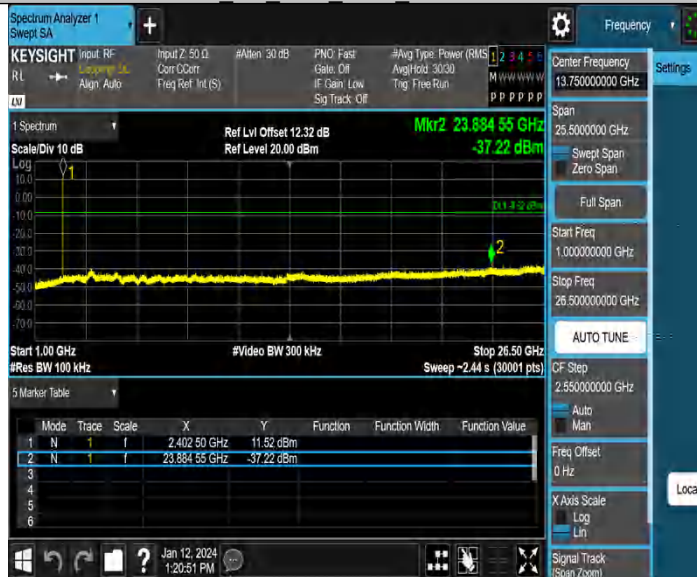 Spectrum Analyzer 1
Swept SA
+
Frequency
KEYSIGHT
RL
LXI
Input: RF
Align: Auto
Input Z: 50 Ω
Corr CCorr
Freq Ref: Int (S)
#Atten: 30 dB
PNO: Fast
Gate: Off
IF Gain: Low
Sig Track: Off
#Avg Type: Power (RMS
Avg|Hold: 30/30
Trig: Free Run
1 2 3 4 5 6
M W W W W W
P P P P P P
1 Spectrum
Scale/Div 10 dB
Ref Lvl Offset 12.32 dB
Ref Level 20.00 dBm
Mkr2 23.884 55 GHz
-37.22 dBm
Log
10.0
0.00
-10.0
-20.0
-30.0
-40.0
-50.0
-60.0
-70.0
1
2
Start 1.00 GHz
#Res BW 100 kHz
#Video BW 300 kHz
Stop 26.50 GHz
Sweep ~2.44 s (30001 pts)
5 Marker Table
Mode Trace Scale X Y Function Function Width Function Value
1 N 1 f 2.402 50 GHz 11.52 dBm
2 N 1 f 23.884 55 GHz -37.22 dBm
3
4
5
6
Jan 12, 2024
1:20:51 PM
?
Center Frequency
13.750000000 GHz
Settings
Span
25.5000000 GHz
Swept Span
Zero Span
Full Span
Start Freq
1.000000000 GHz
Stop Freq
26.500000000 GHz
AUTO TUNE
CF Step
2.550000000 GHz
Auto
Man
Freq Offset
0 Hz
X Axis Scale
Log
Lin
Signal Track
(Span Zoom)
Loca